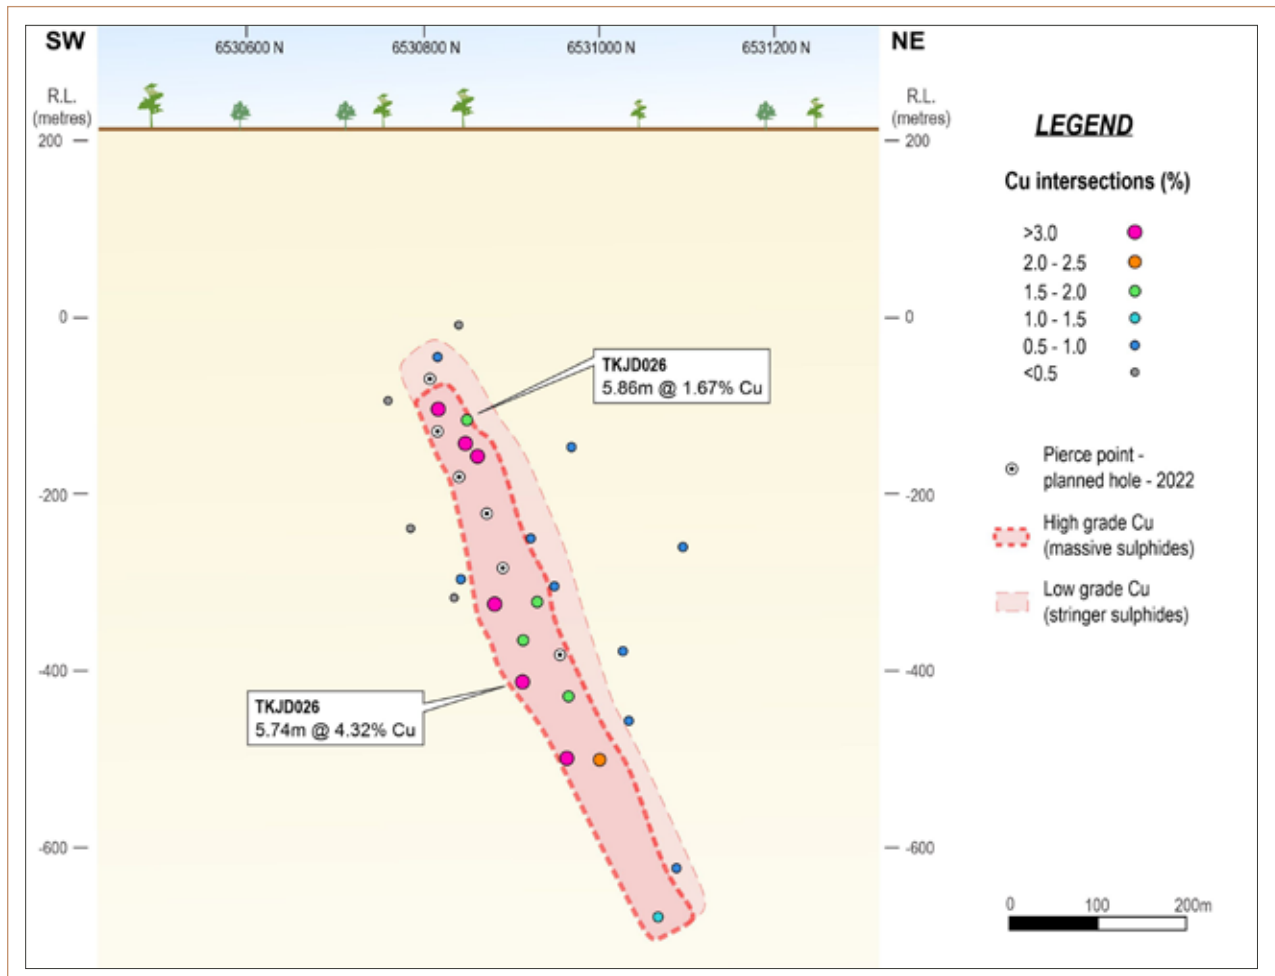 SW
6530600 N
6530800 N
6531000 N
6531200 N
NE
R.L.
(metres)
R.L.
(metres)
200
200
0
0
-200
-200
-400
-400
-600
-600
TKJD026
5.86m @ 1.67% Cu
TKJD026
5.74m @ 4.32% Cu
LEGEND
Cu intersections (%)
>3.0
2.0 - 2.5
1.5 - 2.0
1.0 - 1.5
0.5 - 1.0
<0.5
Pierce point -
planned hole - 2022
High grade Cu
(massive sulphides)
Low grade Cu
(stringer sulphides)
0 100 200m